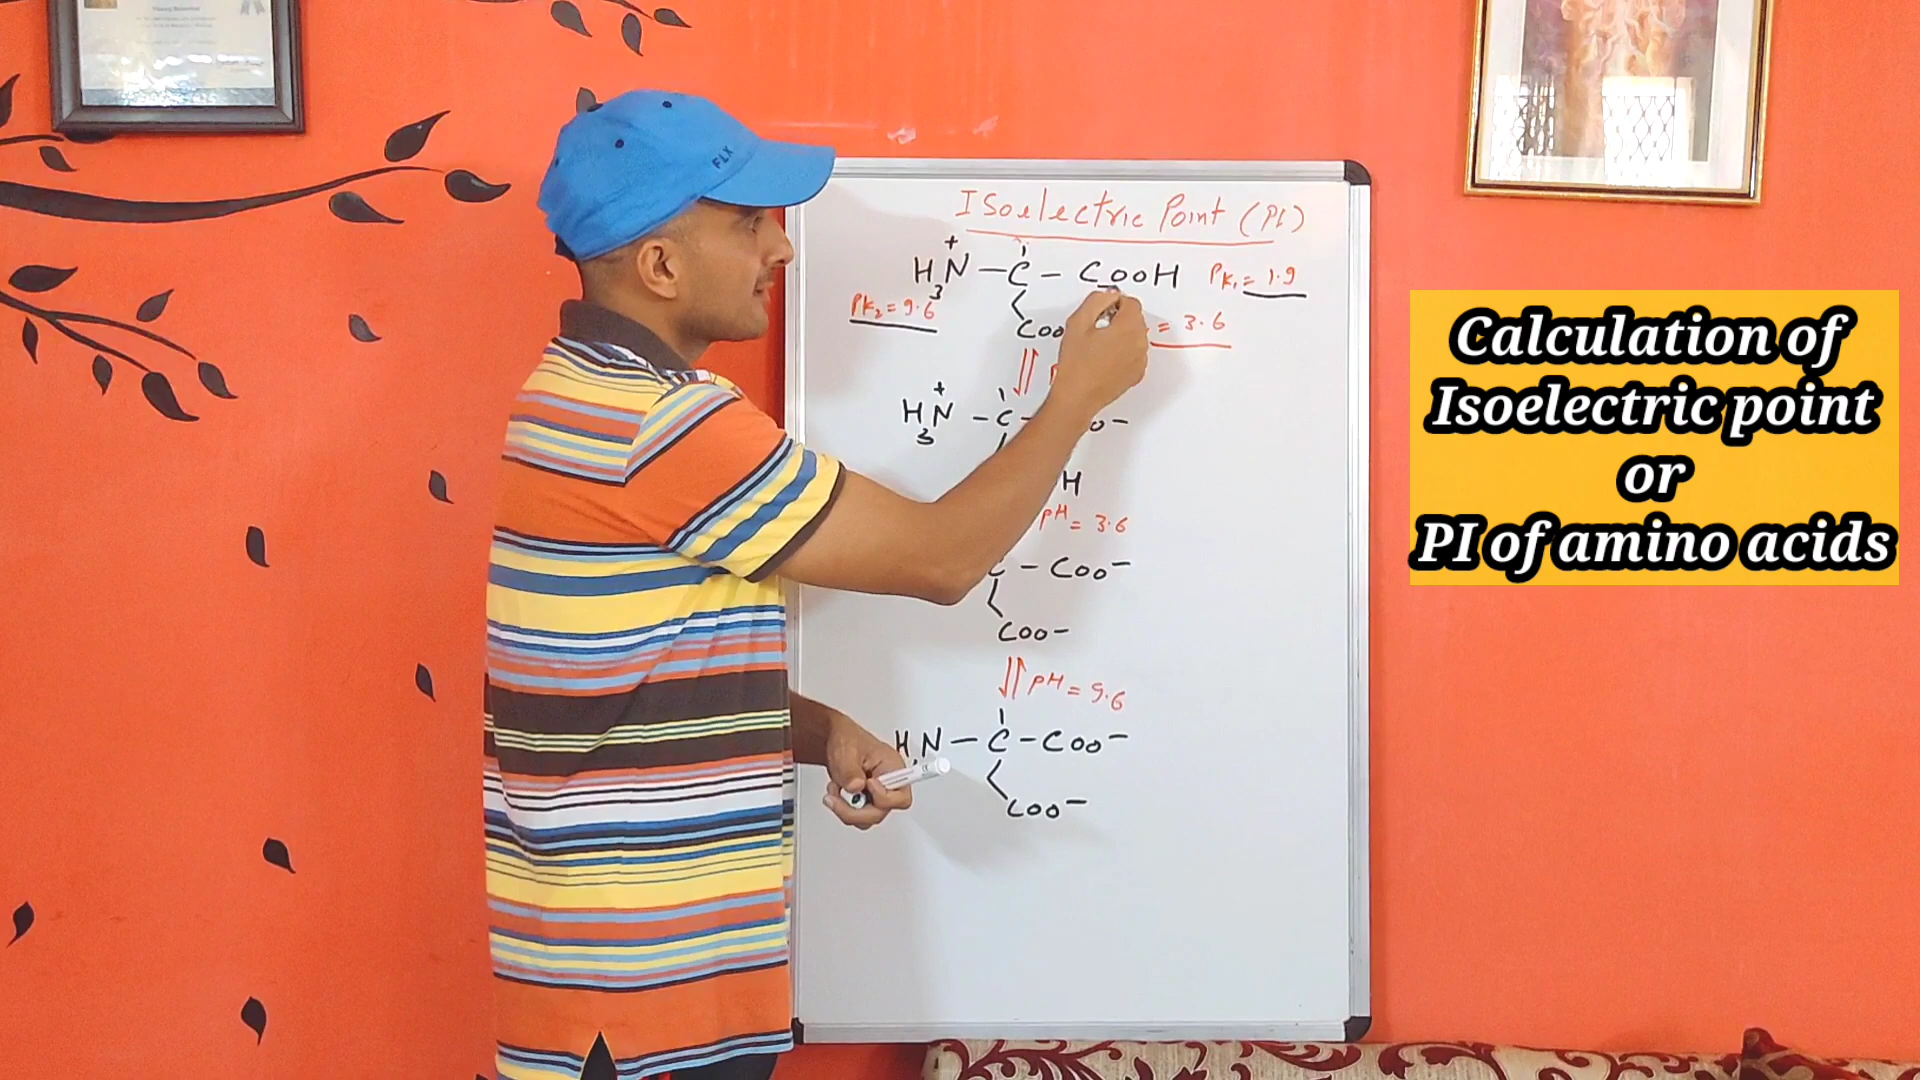 FLX
Isoelectric Point (PI)
H3N+ — C — COOH PK1 = 1.9
PK2 = 9.6
COO = 3.6
H3N+ — C — O−
H
PH = 3.6
C — COO−
COO−
PH = 9.6
H N — C — COO−
COO−
Calculation of
Isoelectric point
or
PI of amino acids